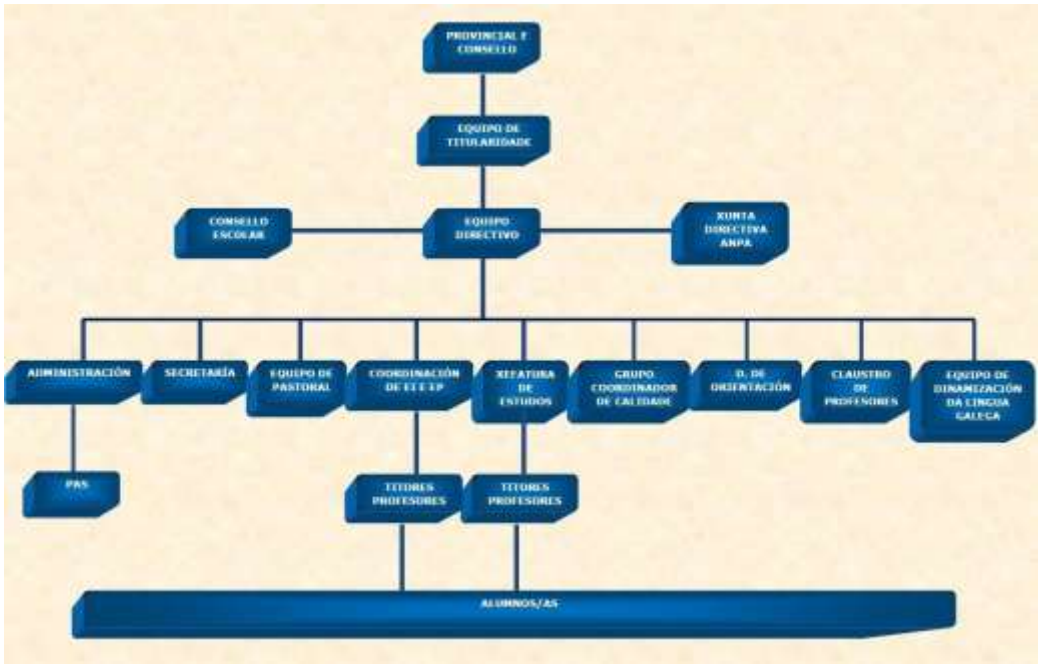 PROVINCIAL E
CONSELLO
EQUIPO DE
TITULARIDADE
CONSELLO
ESCOLAR
EQUIPO
DIRECTIVO
XUNTA
DIRECTIVA
ANPA
ADMINISTRACIÓN
SECRETARÍA
EQUIPO DE
PASTORAL
COORDINACIÓN
DE EI E EP
XEFATURA
DE
ESTUDOS
GRUPO
COORDINADOR
DE CALIDADE
D. DE
ORIENTACIÓN
CLAUSTRO
DE
PROFESORES
EQUIPO DE
DINAMIZACIÓN
DA LINGUA
GALEGA
PAS
TITORES
PROFESORES
TITORES
PROFESORES
ALUMNOS/AS